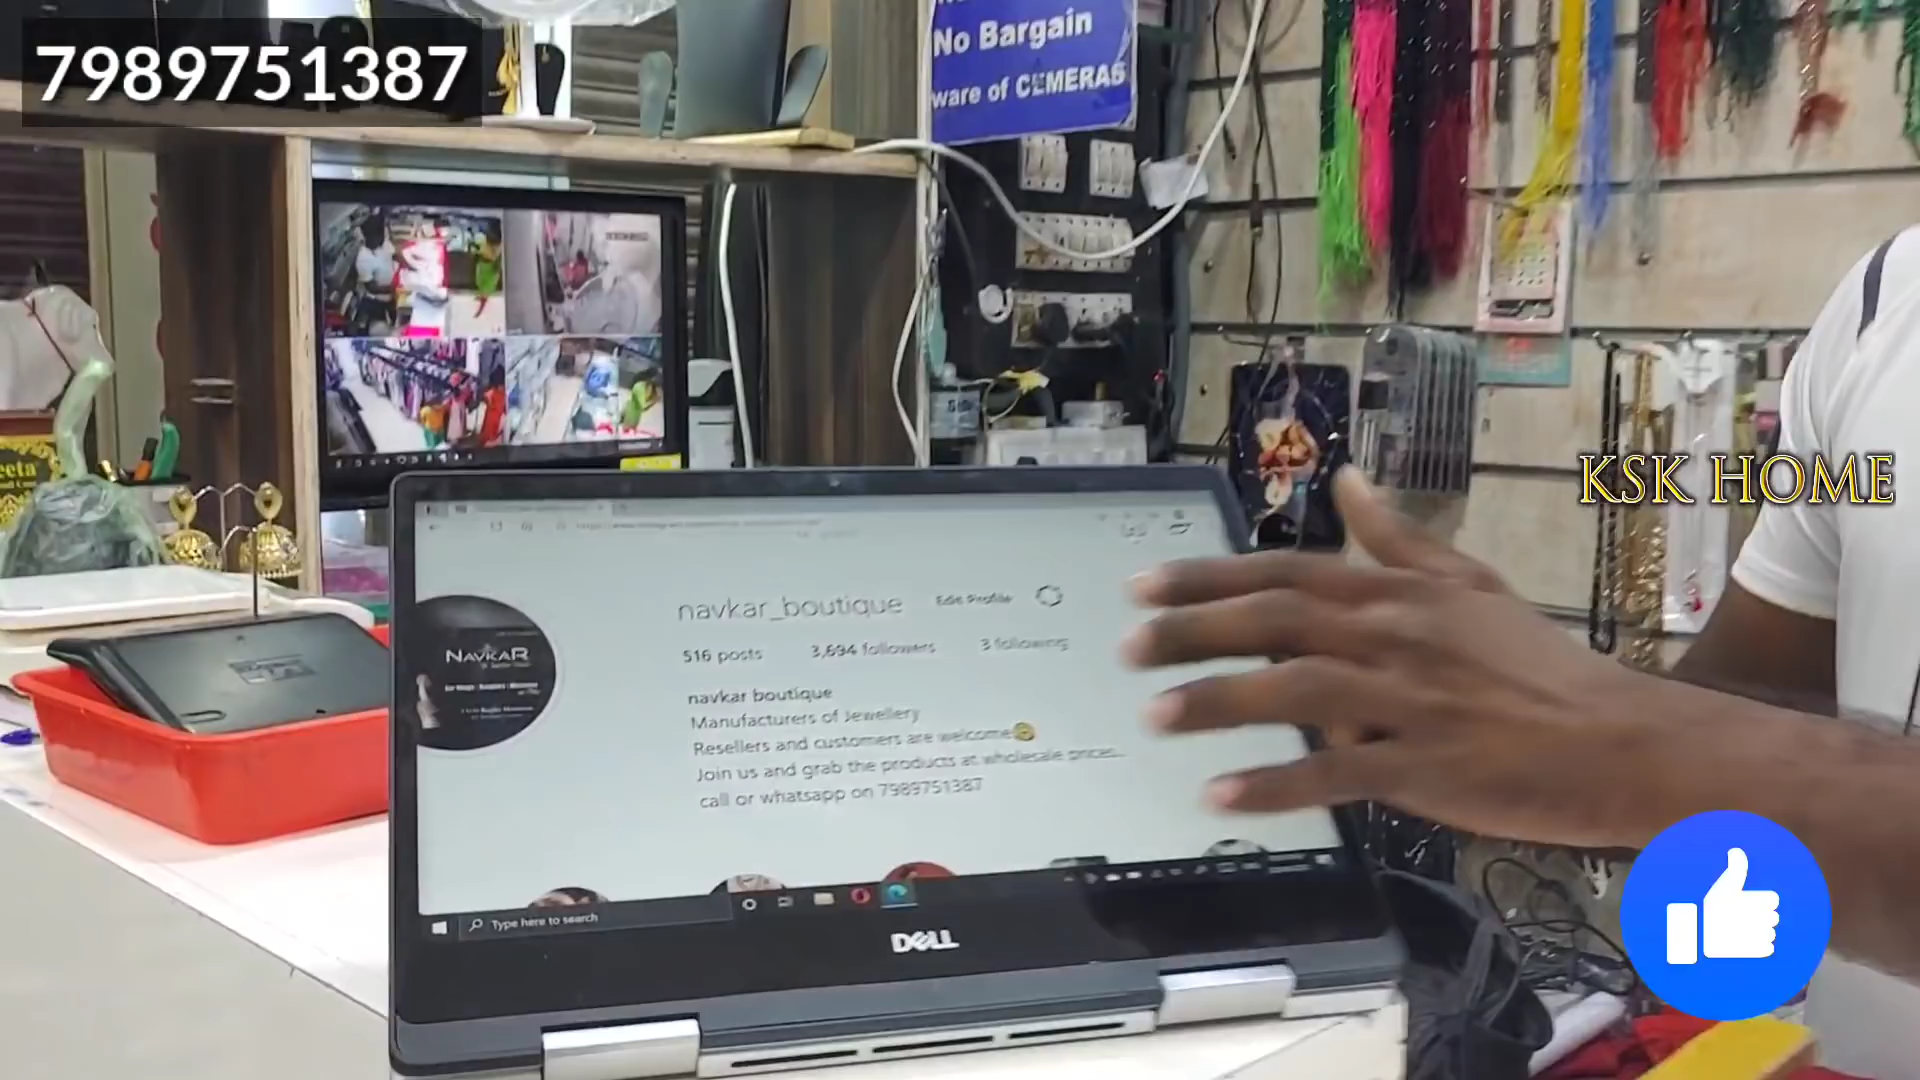 7989751387
No Bargain
ware of CEMERAS
KSK HOME
navkar_boutique Edit Profile
516 posts 3,694 followers 3 following
NAVKAR
navkar boutique
Manufacturers of Jewellery
Resellers and customers are welcome
Join us and grab the products at wholesale prices...
call or whatsapp on 7989751387
Type here to search
DELL